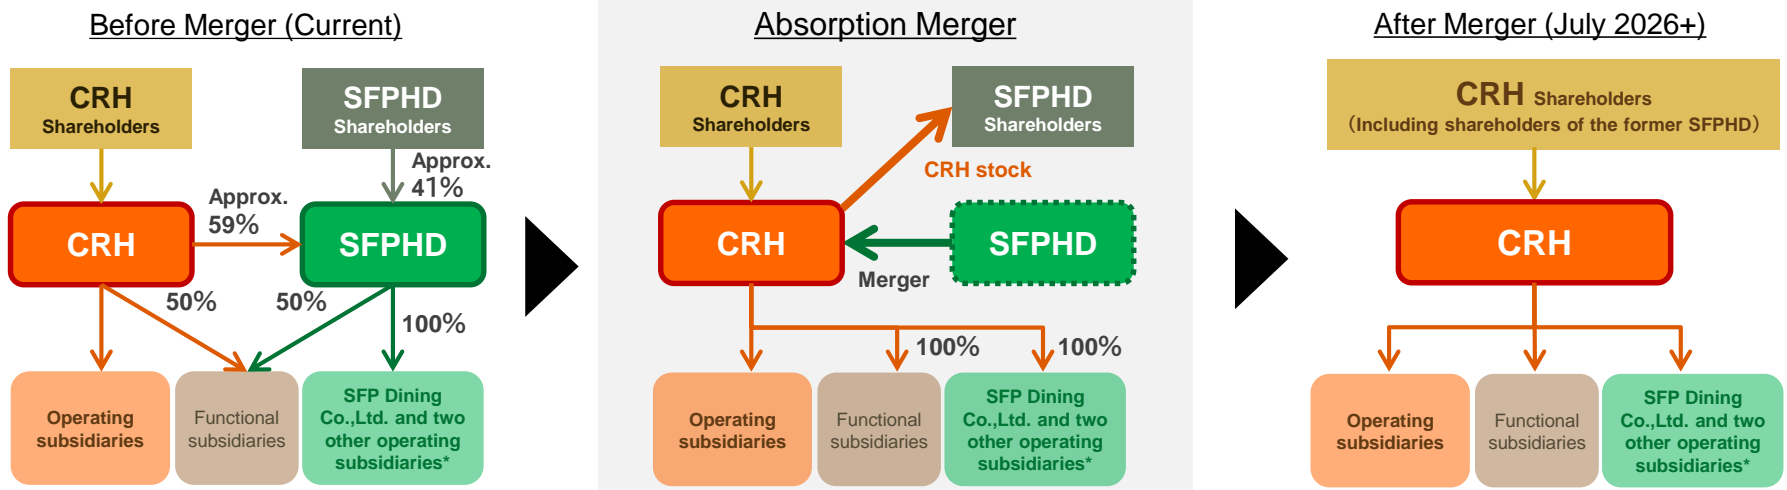 Before Merger (Current)
CRH
Shareholders
SFPHD
Shareholders
Approx.
41%
Approx.
59%
CRH
SFPHD
50%
50%
100%
Operating
subsidiaries
Functional
subsidiaries
SFP Dining
Co.,Ltd. and two
other operating
subsidiaries*
Absorption Merger
CRH
Shareholders
SFPHD
Shareholders
CRH stock
CRH
SFPHD
Merger
100%
100%
Operating
subsidiaries
Functional
subsidiaries
SFP Dining
Co.,Ltd. and two
other operating
subsidiaries*
After Merger (July 2026+)
CRH Shareholders
（Including shareholders of the former SFPHD）
CRH
Operating
subsidiaries
Functional
subsidiaries
SFP Dining
Co.,Ltd. and two
other operating
subsidiaries*